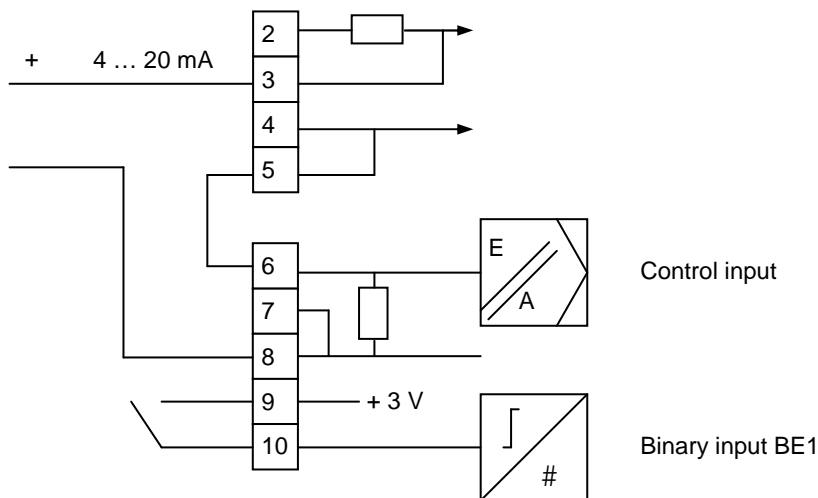 2
+ 4 … 20 mA
3
4
5
6
E
A
Control input
7
8
9
+ 3 V
10
#
Binary input BE1